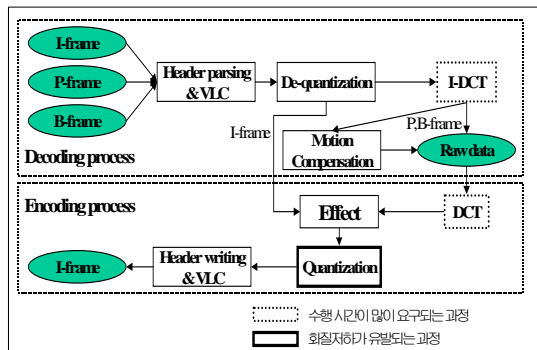 I-frame
P-frame
B-frame
Header parsing
& VLC
De-quantization
I-DCT
I-frame
P,B-frame
Motion
Compensation
Raw data
Decoding process
Encoding process
Effect
DCT
I-frame
Header writing
& VLC
Quantization
수행 시간이 많이 요구되는 과정
화질저하가 유발되는 과정